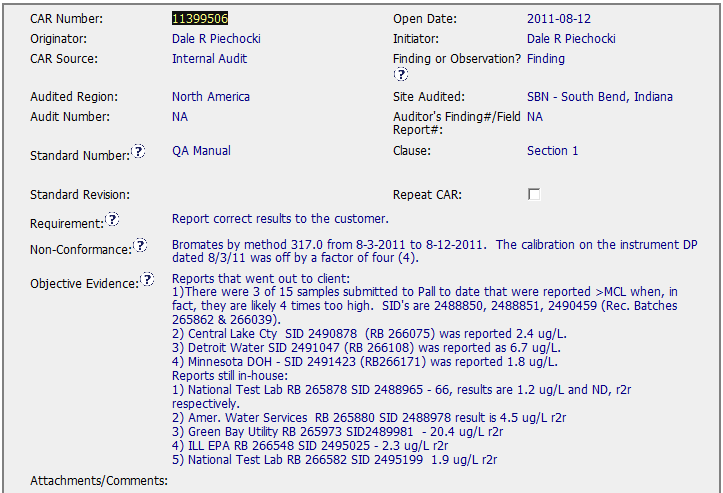 CAR Number: 11399506 Open Date: 2011-08-12
Originator: Dale R Piechocki Initiator: Dale R Piechocki
CAR Source: Internal Audit Finding or Observation? Finding
?
Audited Region: North America Site Audited: SBN - South Bend, Indiana
Audit Number: NA Auditor's Finding#/Field NA
Report#:
Standard Number: ? QA Manual Clause: Section 1
Standard Revision: Repeat CAR:
Requirement: ? Report correct results to the customer.
Non-Conformance: ? Bromates by method 317.0 from 8-3-2011 to 8-12-2011. The calibration on the instrument DP
dated 8/3/11 was off by a factor of four (4).
Objective Evidence: ? Reports that went out to client:
1)There were 3 of 15 samples submitted to Pall to date that were reported >MCL when, in
fact, they are likely 4 times too high. SID's are 2488850, 2488851, 2490459 (Rec. Batches
265862 & 266039).
2) Central Lake Cty SID 2490878 (RB 266075) was reported 2.4 ug/L.
3) Detroit Water SID 2491047 (RB 266108) was reported as 6.7 ug/L.
4) Minnesota DOH - SID 2491423 (RB266171) was reported 1.8 ug/L.
Reports still in-house:
1) National Test Lab RB 265878 SID 2488965 - 66, results are 1.2 ug/L and ND, r2r
respectively.
2) Amer. Water Services RB 265880 SID 2488978 result is 4.5 ug/L r2r
3) Green Bay Utility RB 265973 SID2489981 - 20.4 ug/L r2r
4) ILL EPA RB 266548 SID 2495025 - 2.3 ug/L r2r
5) National Test Lab RB 266582 SID 2495199 1.9 ug/L r2r
Attachments/Comments: